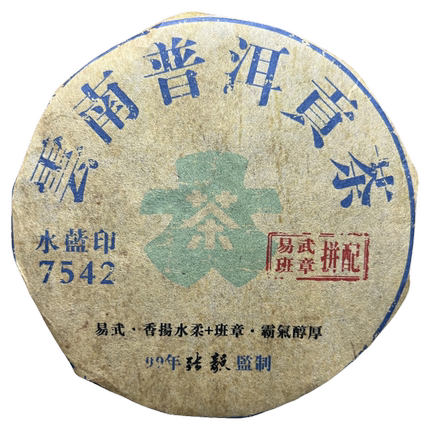 雲南普洱貢茶
茶
水藍印
7542
易武
班章
拼配
易武·香揚水柔+班章·霸氣醇厚
99年張毅監制